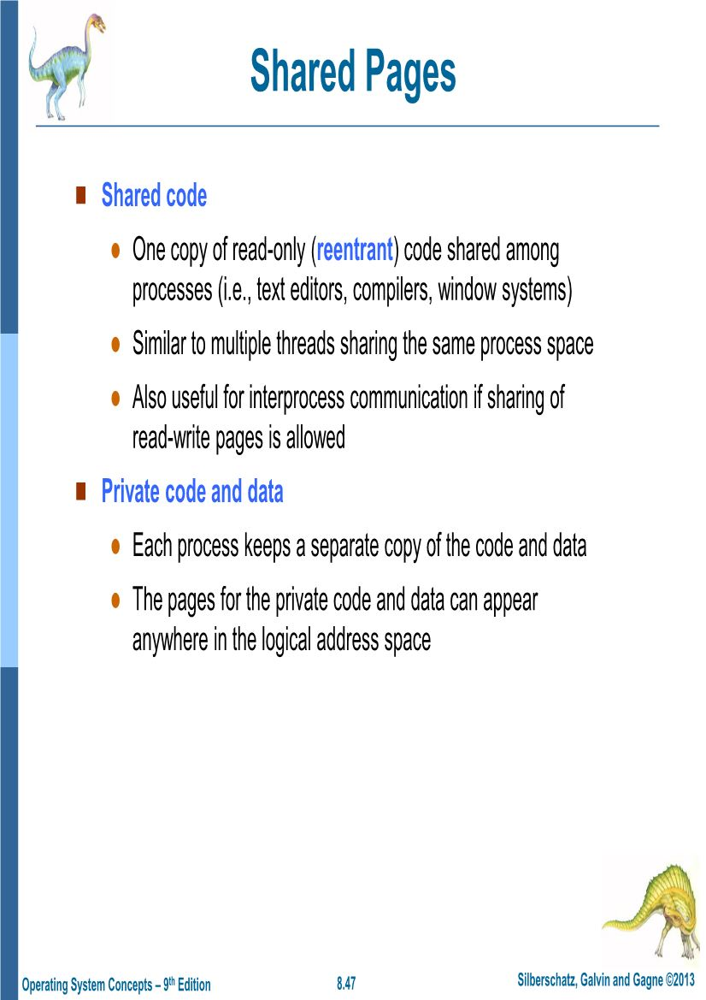 Shared Pages
Shared code
One copy of read-only (reentrant) code shared among
processes (i.e., text editors, compilers, window systems)
Similar to multiple threads sharing the same process space
Also useful for interprocess communication if sharing of
read-write pages is allowed
Private code and data
Each process keeps a separate copy of the code and data
The pages for the private code and data can appear
anywhere in the logical address space
Operating System Concepts – 9th Edition
8.47
Silberschatz, Galvin and Gagne ©2013